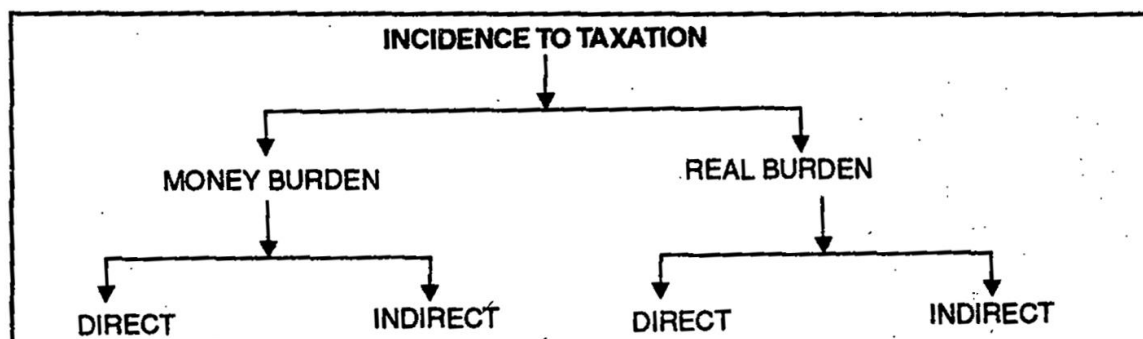 INCIDENCE TO TAXATION
MONEY BURDEN REAL BURDEN
DIRECT INDIRECT DIRECT INDIRECT